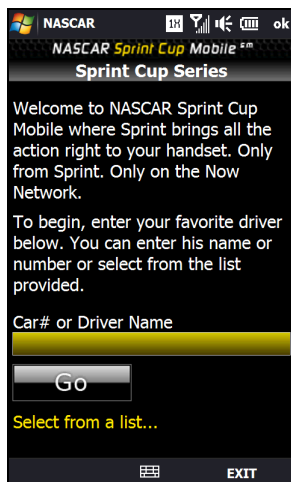 NASCAR 1X ok
NASCAR Sprint Cup Mobile sm
Sprint Cup Series
Welcome to NASCAR Sprint Cup
Mobile where Sprint brings all the
action right to your handset. Only
from Sprint. Only on the Now
Network.
To begin, enter your favorite driver
below. You can enter his name or
number or select from the list
provided.
Car# or Driver Name
Go
Select from a list...
EXIT